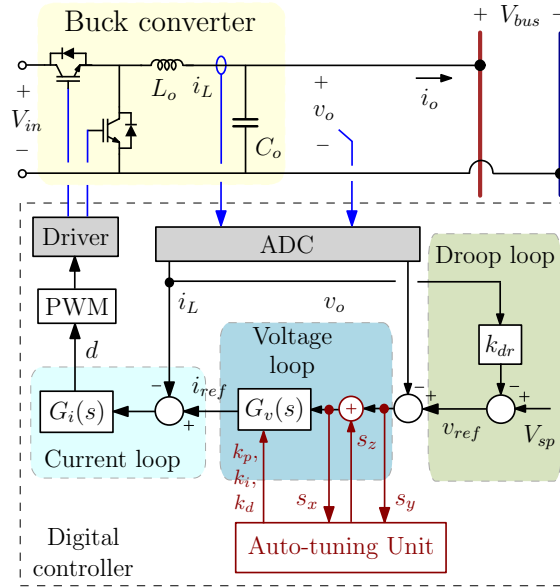 Buck converter
+ V_bus −
+
V_in
−
L_o
i_L
C_o
+
v_o
−
i_o
Driver
ADC
Droop loop
PWM
i_L
v_o
k_dr
d
Voltage
loop
i_ref
G_i(s)
−
+
G_v(s)
+
−
+
−
+
v_ref
V_sp
Current loop
k_p,
k_i,
k_d
s_z
s_x
s_y
Digital
controller
Auto-tuning Unit